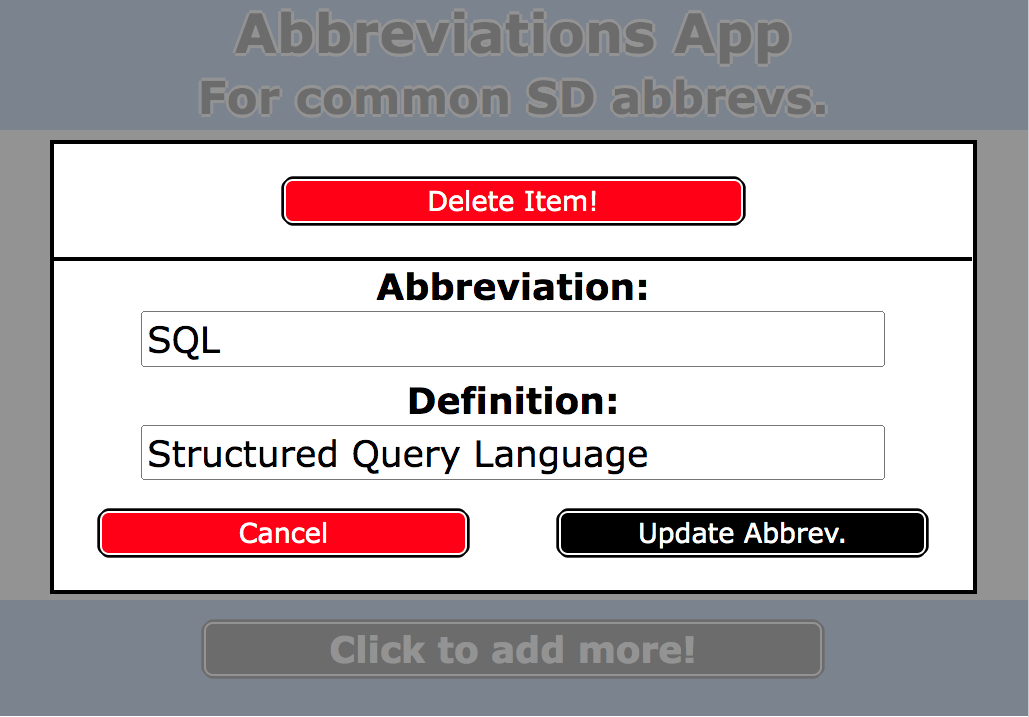 Abbreviations App
For common SD abbrevs.
Delete Item!
Abbreviation:
SQL
Definition:
Structured Query Language
Cancel
Update Abbrev.
Click to add more!